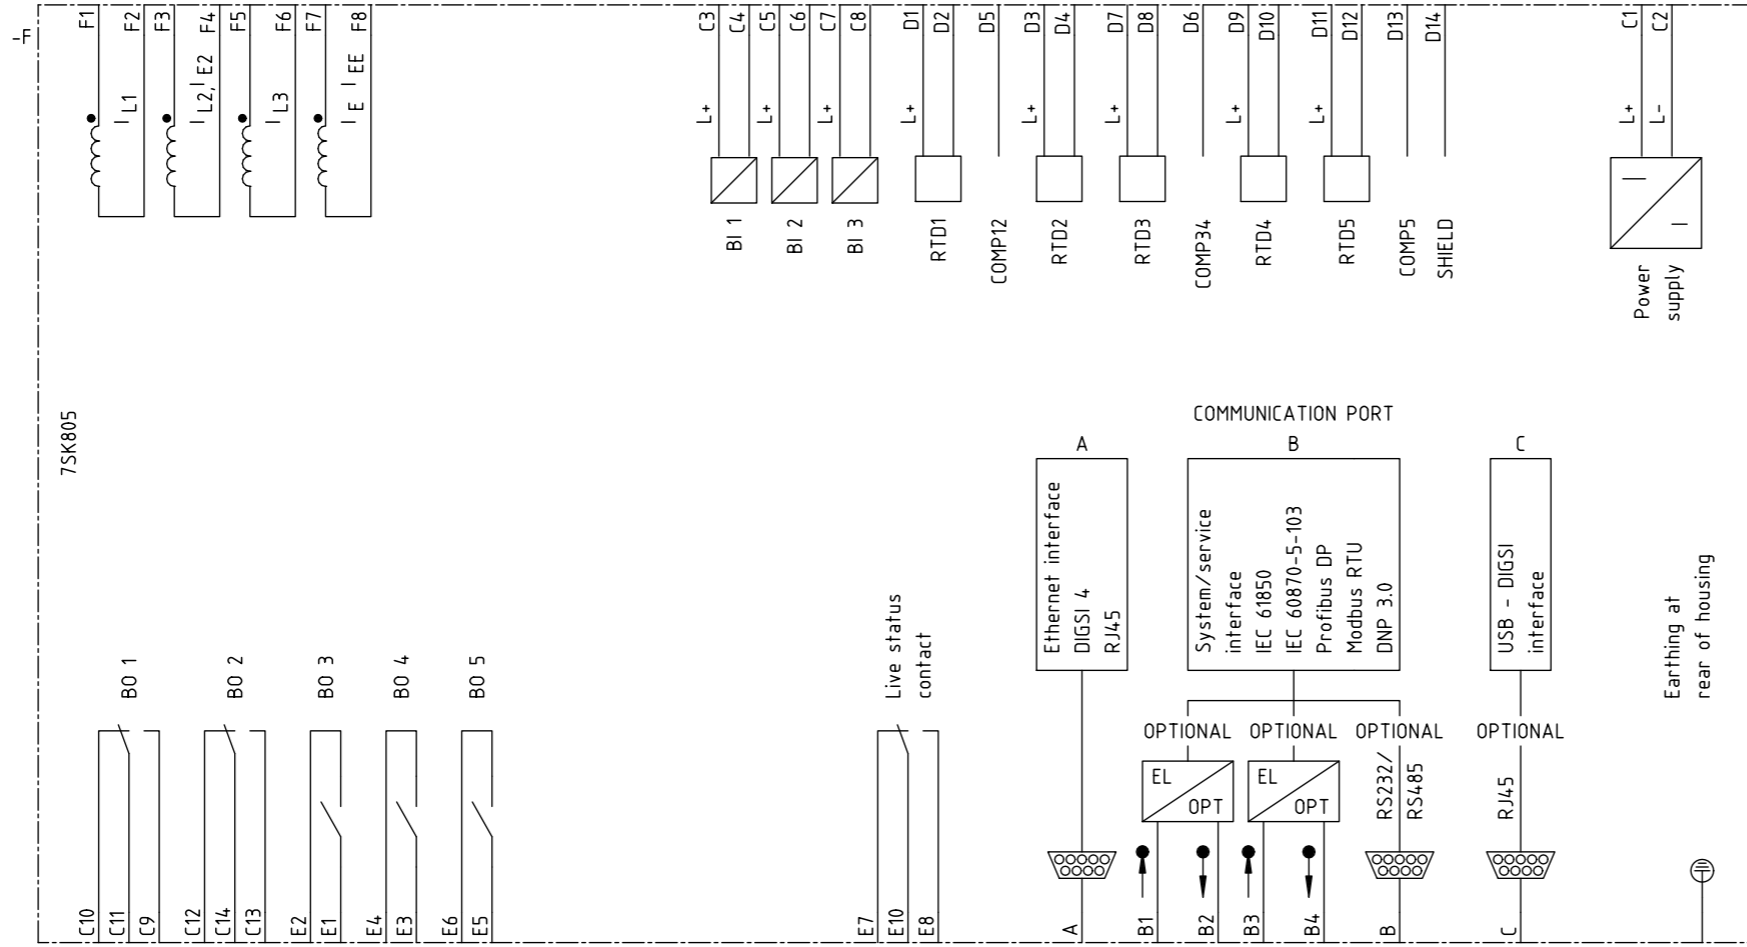 -F
F1
F2
F3
F4
F5
F6
F7
F8
C3
C4
C5
C6
C7
C8
D1
D2
D5
D3
D4
D7
D8
D6
D9
D10
D11
D12
D13
D14
C1
C2
I L1
I L2, I E2
I L3
I E I EE
L+
L+
L+
L+
L+
L+
L+
L+
L+
L-
BI 1
BI 2
BI 3
RTD1
COMP12
RTD2
RTD3
COMP34
RTD4
RTD5
COMP5
SHIELD
Power
supply
7SK805
COMMUNICATION PORT
A
B
C
Ethernet interface
DIGSI 4
RJ45
System/service
interface
IEC 61850
IEC 60870-5-103
Profibus DP
Modbus RTU
DNP 3.0
USB - DIGSI
interface
Earthing at
rear of housing
BO 1
BO 2
BO 3
BO 4
BO 5
Live status
contact
OPTIONAL
OPTIONAL
OPTIONAL
OPTIONAL
EL
OPT
EL
OPT
RS232/
RS485
RJ45
C10
C11
C9
C12
C14
C13
E2
E1
E4
E3
E6
E5
E7
E10
E8
A
B1
B2
B3
B4
B
C